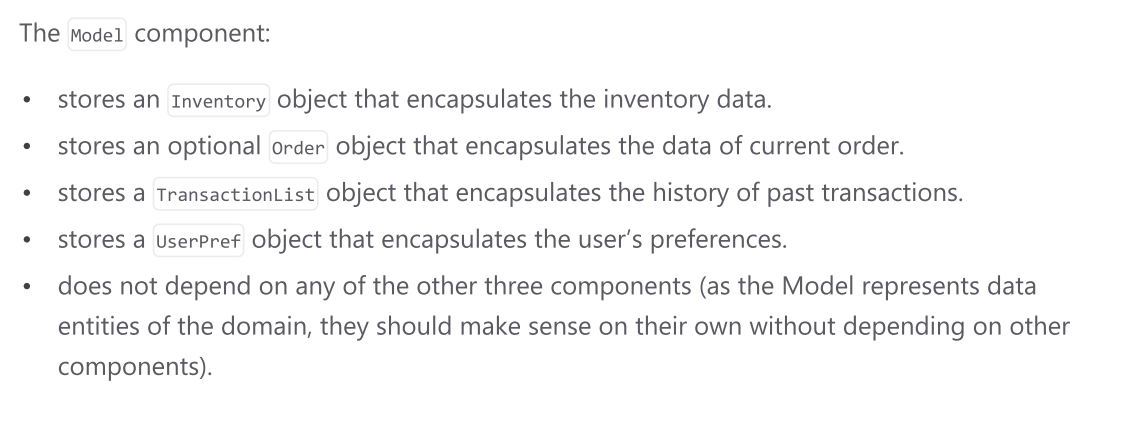 The Model component:
• stores an Inventory object that encapsulates the inventory data.
• stores an optional Order object that encapsulates the data of current order.
• stores a TransactionList object that encapsulates the history of past transactions.
• stores a UserPref object that encapsulates the user’s preferences.
• does not depend on any of the other three components (as the Model represents data
entities of the domain, they should make sense on their own without depending on other
components).